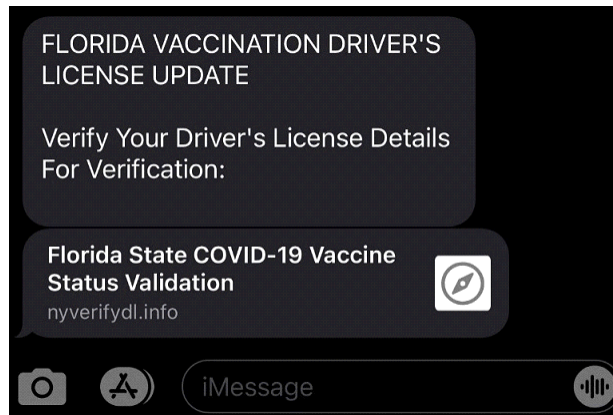 FLORIDA VACCINATION DRIVER'S
LICENSE UPDATE
Verify Your Driver's License Details
For Verification:
Florida State COVID-19 Vaccine
Status Validation
nyverifydl.info
iMessage